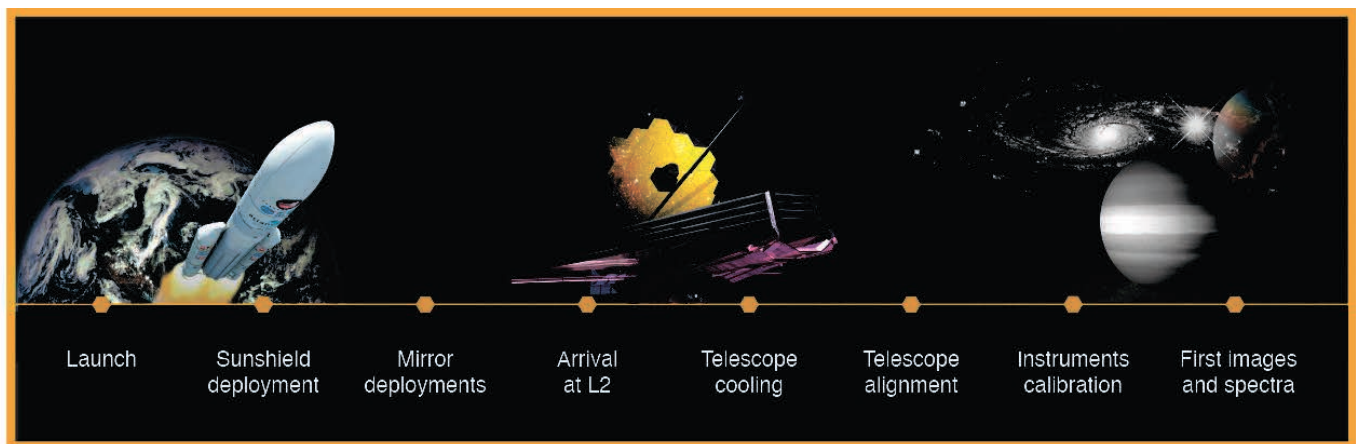 Launch
Sunshield
deployment
Mirror
deployments
Arrival
at L2
Telescope
cooling
Telescope
alignment
Instruments
calibration
First images
and spectra